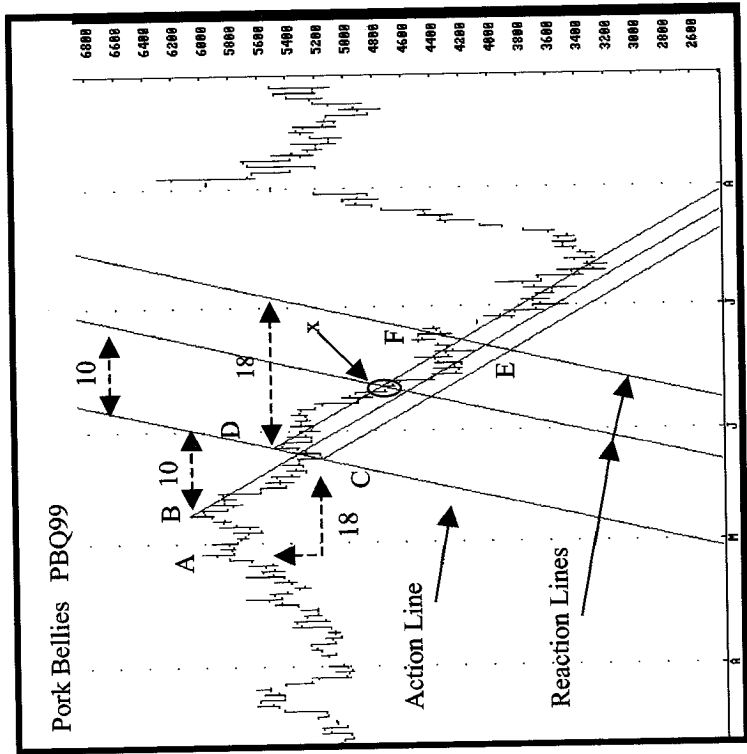 Pork Bellies PBQ99
6800
6600
6400
6200
6000
5800
5600
5400
5200
5000
4800
4600
4400
4200
4000
3800
3600
3400
3200
3000
2800
2600
10
10
18
18
A
B
C
D
E
F
x
Action Line
Reaction Lines
A
M
J
J
A